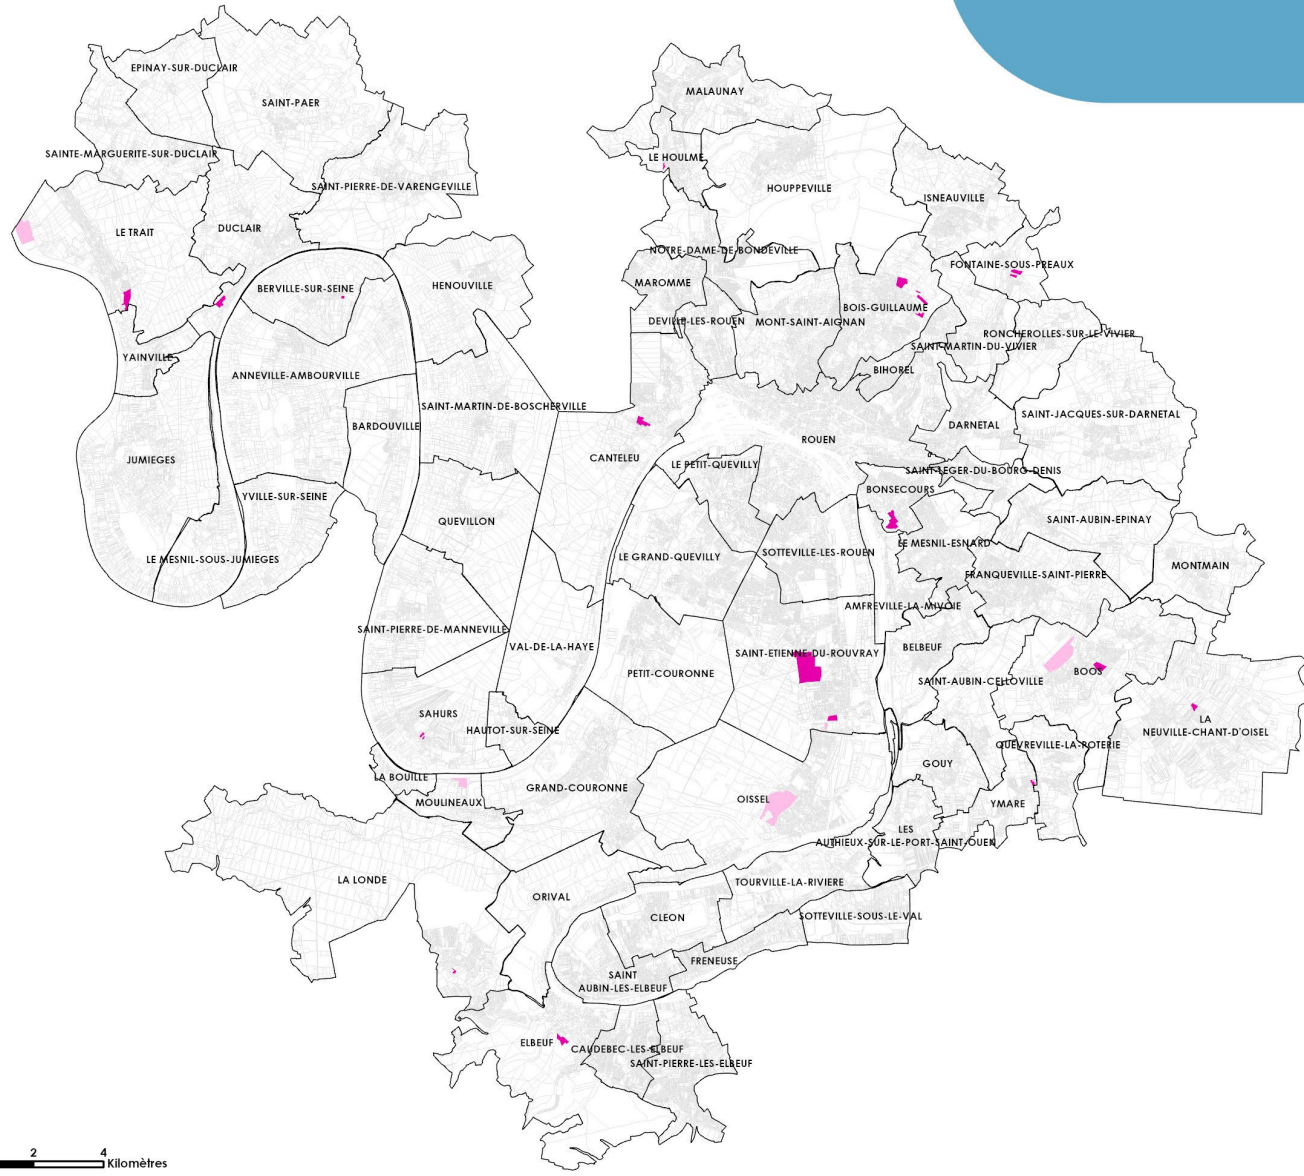 EPINAY-SUR-DUCLAIR
MALAUNAY
SAINT-PAER
SAINTE-MARGUERITE-SUR-DUCLAIR
LE HOULME
SAINT-PIERRE-DE-VARENGEVILLE
HOUPPEVILLE
ISNEAUVILLE
LE TRAIT
DUCLAIR
NOTRE-DAME-DE-BONDEVILLE
FONTAINE-SOUS-PREAUX
MAROMME
HENOUVILLE
BERVILLE-SUR-SEINE
BOIS-GUILLAUME
DEVILLE-LES-ROUEN
MONT-SAINT-AIGNAN
RONCHEROLLES-SUR-LE-VIVIER
SAINT-MARTIN-DU-VIVIER
YAINVILLE
BIHOREL
ANNEVILLE-AMBOURVILLE
SAINT-MARTIN-DE-BOSCHERVILLE
SAINT-JACQUES-SUR-DARNETAL
BARDOUVILLE
DARNETAL
ROUEN
CANTELEU
JUMIEGES
LE PETIT-QUEVILLY
SAINT-LEGER-DU-BOURG-DENIS
BONSECOURS
YVILLE-SUR-SEINE
QUEVILLON
SAINT-AUBIN-EPINAY
LE MESNIL-ESNARD
SOTTEVILLE-LES-ROUEN
LE GRAND-QUEVILLY
LE MESNIL-SOUS-JUMIEGES
MONTMAIN
FRANQUEVILLE-SAINT-PIERRE
AMFREVILLE-LA-MIVOIE
SAINT-PIERRE-DE-MANNEVILLE
VAL-DE-LA-HAYE
BELBEUF
SAINT-ETIENNE-DU-ROUVRAY
PETIT-COURONNE
BOOS
SAINT-AUBIN-CELLOVILLE
SAHURS
LA
NEUVILLE-CHANT-D'OISEL
HAUTOT-SUR-SEINE
QUEVREVILLE-LA-POTERIE
GOUY
LA BOUILLE
GRAND-COURONNE
OISSEL
MOULINEAUX
YMARE
LES
AUTHIEUX-SUR-LE-PORT-SAINT-OUEN
LA LONDE
TOURVILLE-LA-RIVIERE
ORIVAL
CLEON
SOTTEVILLE-SOUS-LE-VAL
FRENEUSE
SAINT
AUBIN-LES-ELBEUF
ELBEUF
CAUDEBEC-LES-ELBEUF
SAINT-PIERRE-LES-ELBEUF
2 4
Kilomètres